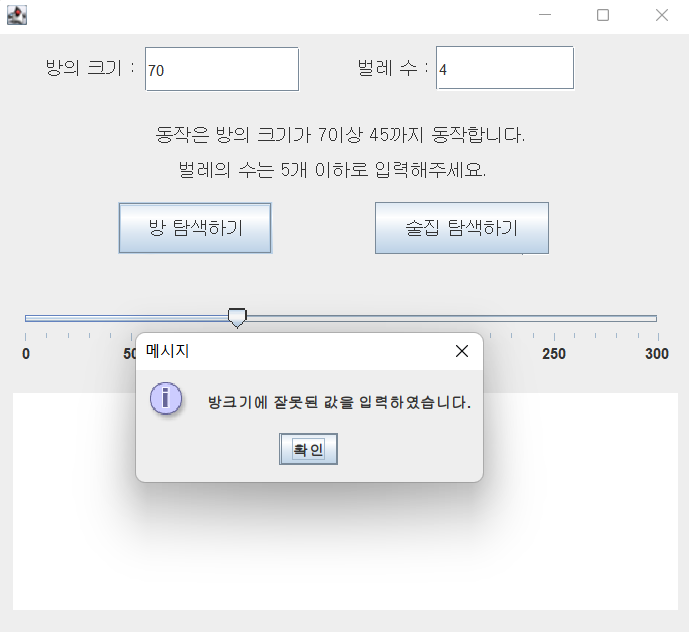 방의 크기 : 70 벌레 수 : 4
동작은 방의 크기가 7이상 45까지 동작합니다.
벌레의 수는 5개 이하로 입력해주세요.
방 탐색하기 술집 탐색하기
0 50 250 300
메시지
방크기에 잘못된 값을 입력하였습니다.
확인